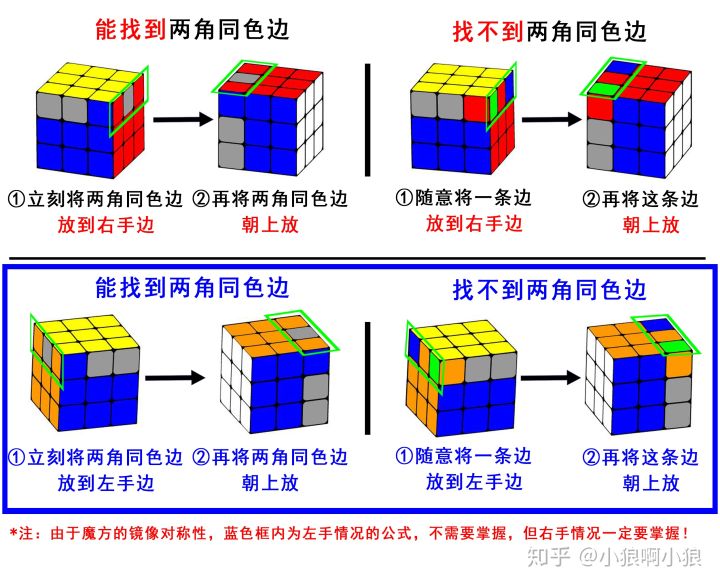 能找到两角同色边
找不到两角同色边
①立刻将两角同色边
放到右手边
②再将两角同色边
朝上放
①随意将一条边
放到右手边
②再将这条边
朝上放
能找到两角同色边
找不到两角同色边
①立刻将两角同色边
放到左手边
②再将两角同色边
朝上放
①随意将一条边
放到左手边
②再将这条边
朝上放
*注：由于魔方的镜像对称性，蓝色框内为左手情况的公式，不需要掌握，但右手情况一定要掌握！
知乎 @小狼啊小狼